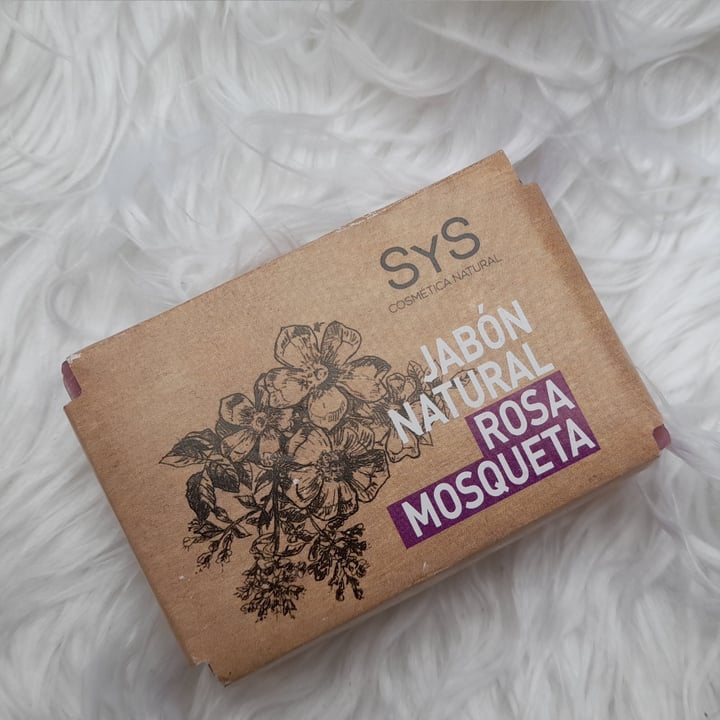 SyS
COSMÉTICA NATURAL
JABÓN
NATURAL
ROSA
MOSQUETA